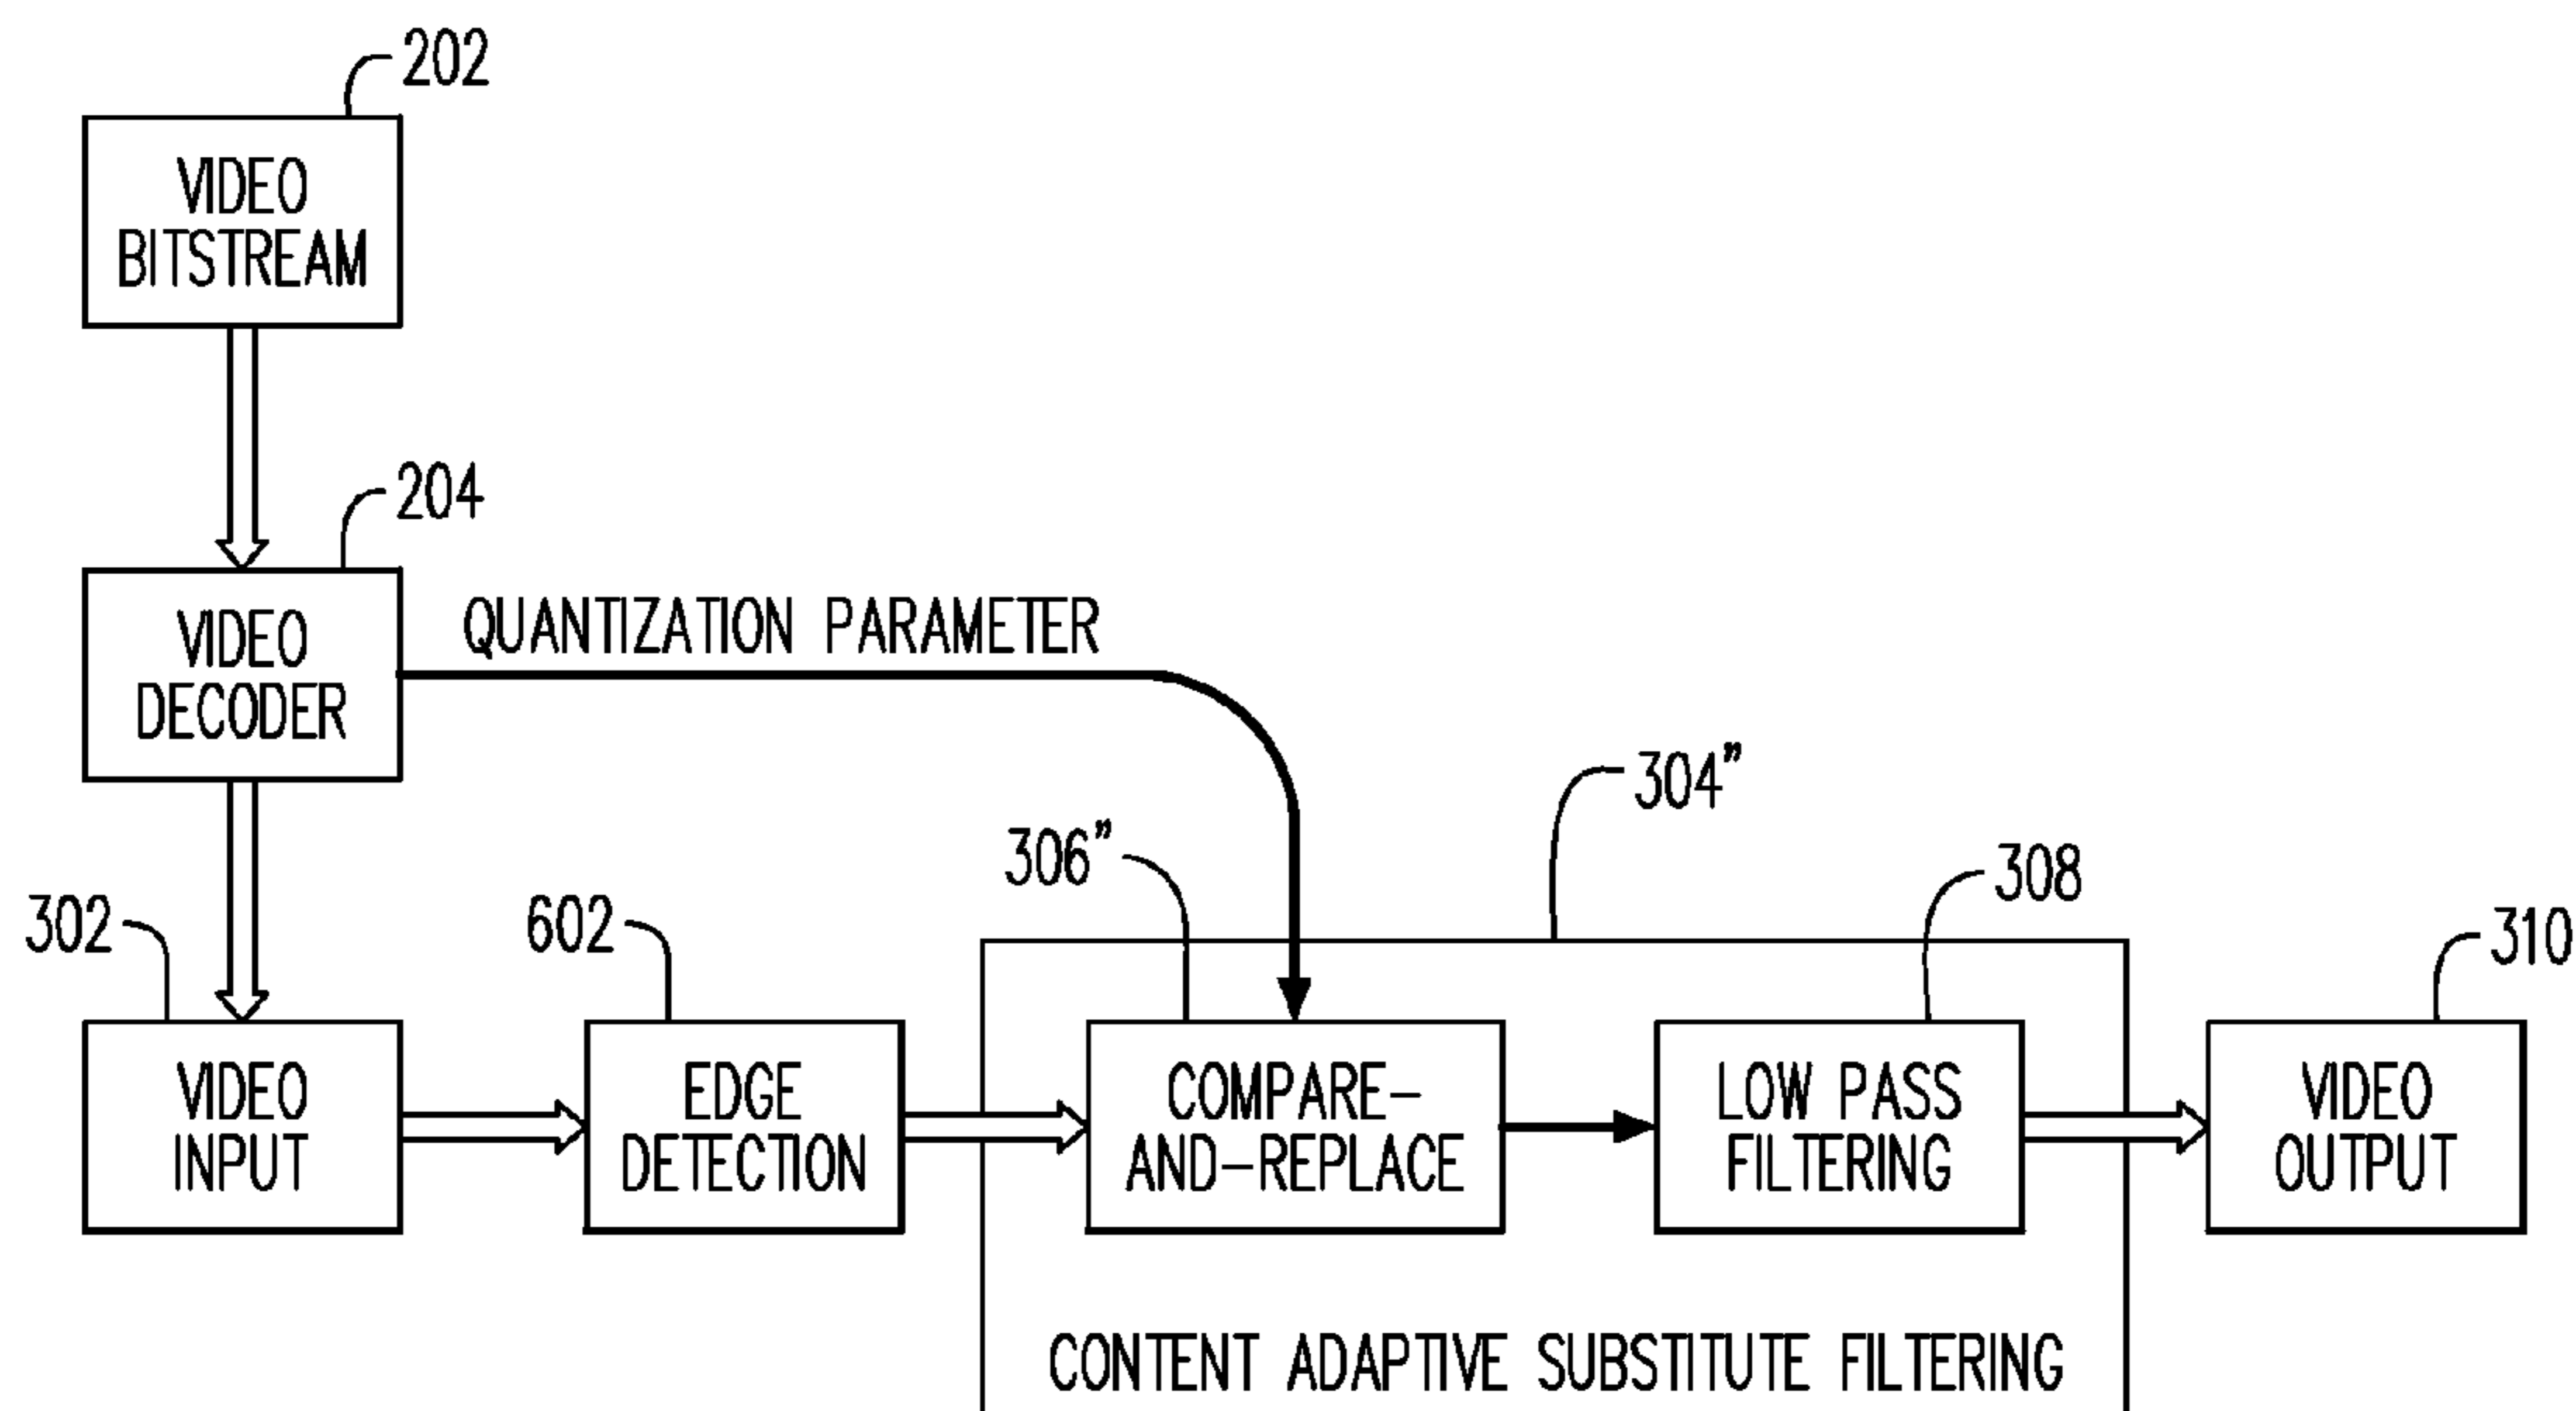 202
VIDEO
BITSTREAM
204
VIDEO
DECODER
QUANTIZATION PARAMETER
304”
306”
308
302
602
310
VIDEO
INPUT
EDGE
DETECTION
COMPARE-
AND-REPLACE
LOW PASS
FILTERING
VIDEO
OUTPUT
CONTENT ADAPTIVE SUBSTITUTE FILTERING